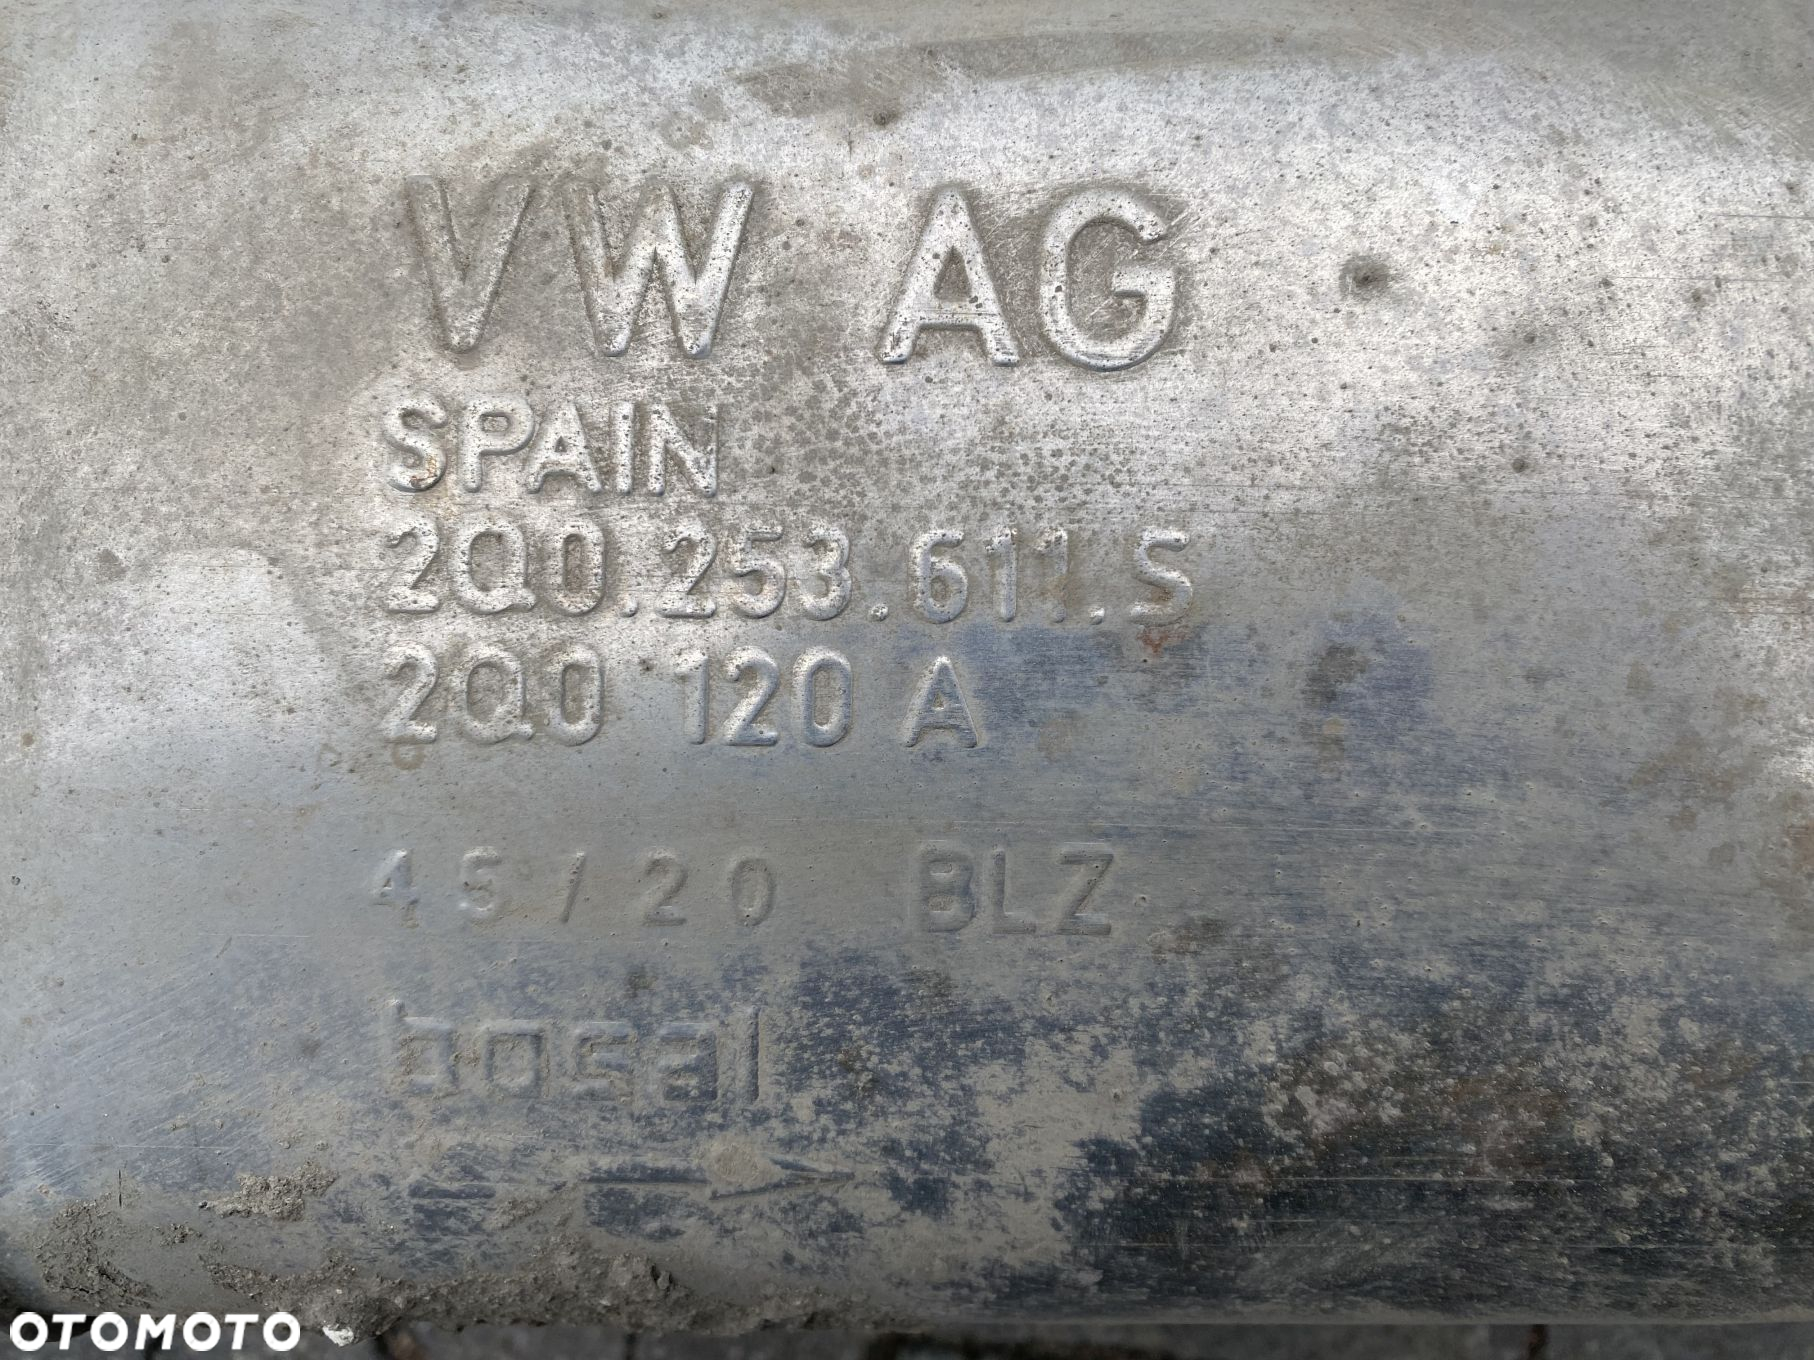 VW AG
SPAIN
2Q0.253.611.S
2Q0 120 A
45/20 BLZ
bosal
OTOMOTO